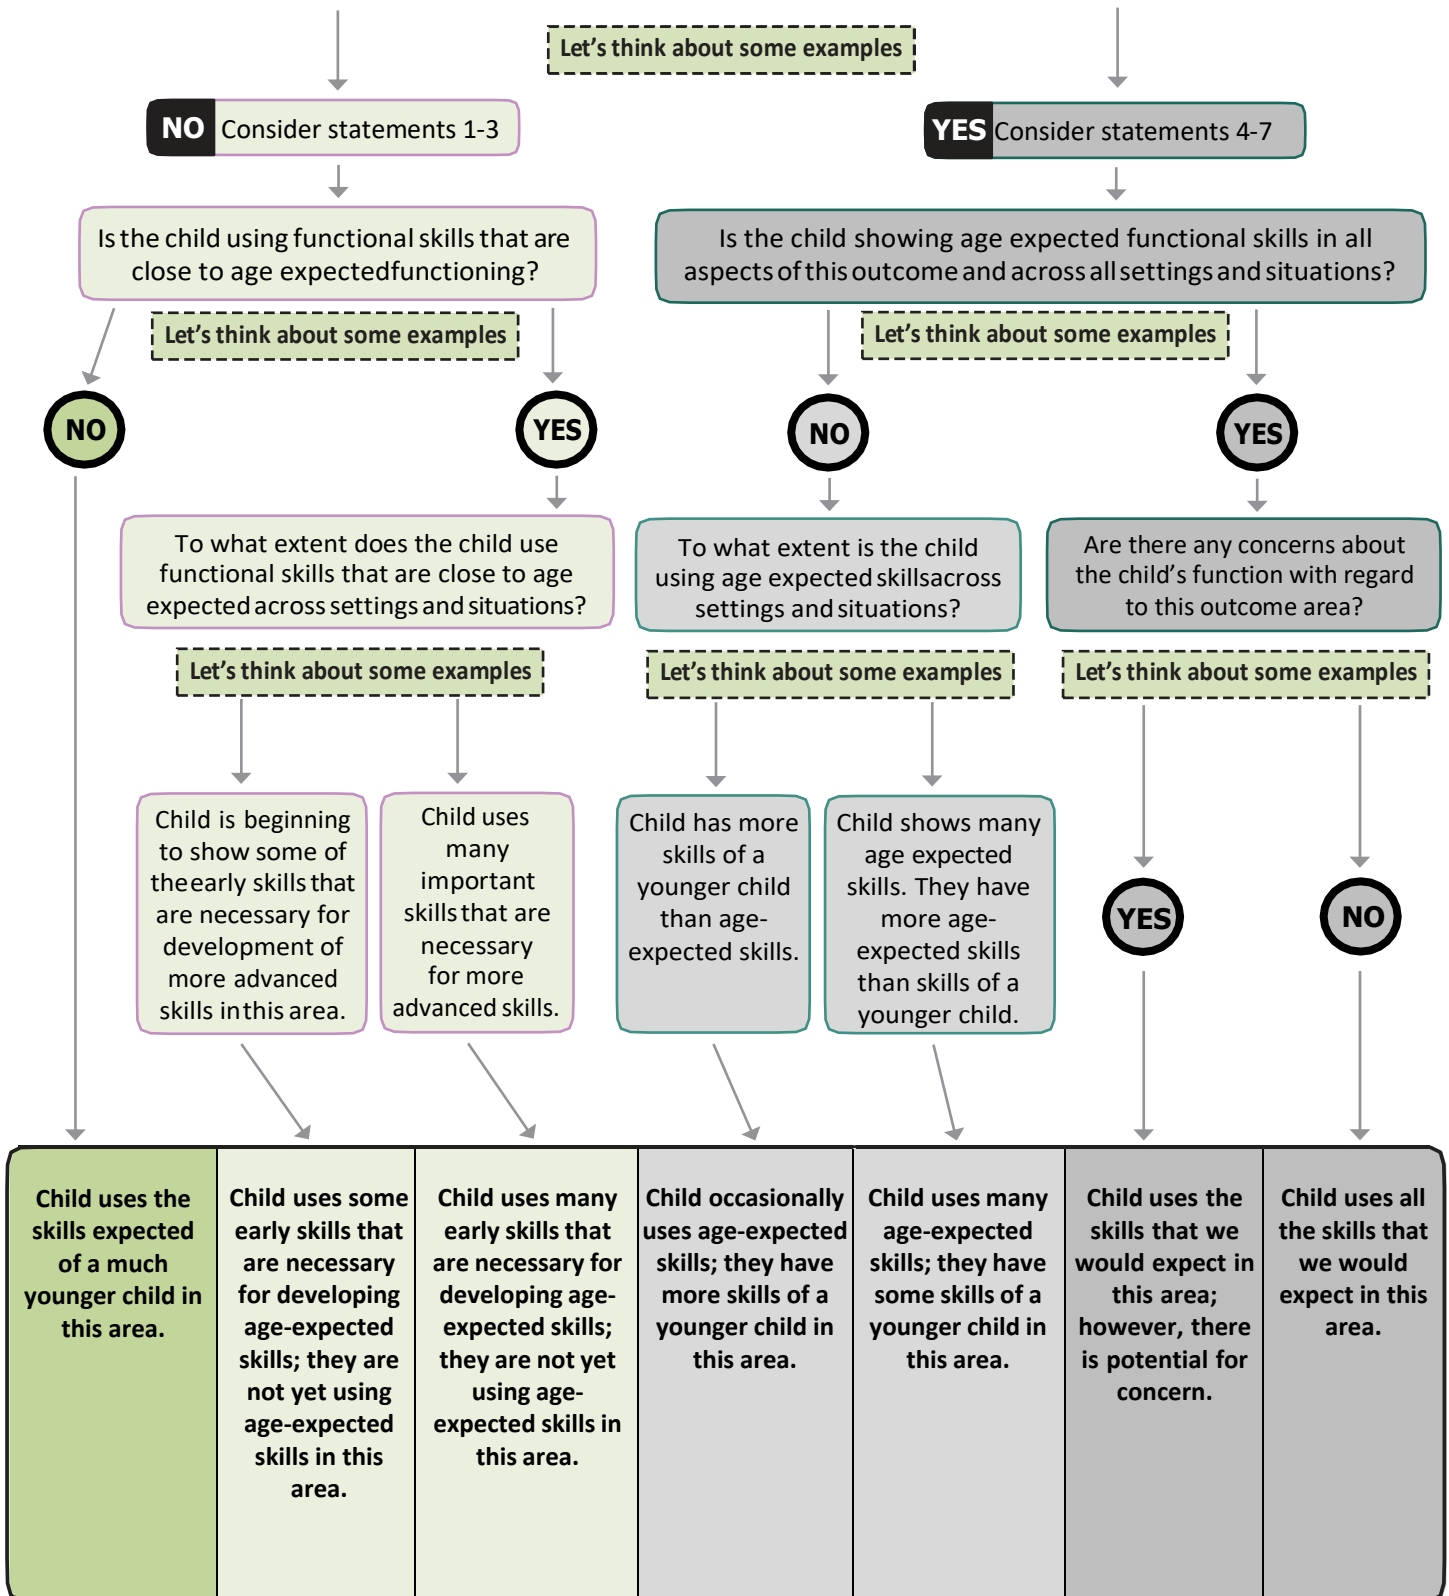 Let's think about some examples
NO Consider statements 1-3
YES Consider statements 4-7
Is the child using functional skills that are
close to age expectedfunctioning?
Is the child showing age expected functional skills in all
aspects of this outcome and across all settings and situations?
Let's think about some examples
Let's think about some examples
NO
YES
NO
YES
To what extent does the child use
functional skills that are close to age
expected across settings and situations?
To what extent is the child
using age expected skillsacross
settings and situations?
Are there any concerns about
the child's function with regard
to this outcome area?
Let's think about some examples
Let's think about some examples
Let's think about some examples
Child is beginning
to show some of
theearly skills that
are necessary for
development of
more advanced
skills inthis area.
Child uses
many
important
skills that are
necessary
for more
advanced skills.
Child has more
skills of a
younger child
than age-
expected skills.
Child shows many
age expected
skills. They have
more age-
expected skills
than skills of a
younger child.
YES
NO
Child uses the
skills expected
of a much
younger child in
this area.
Child uses some
early skills that
are necessary
for developing
age-expected
skills; they are
not yet using
age-expected
skills in this
area.
Child uses many
early skills that
are necessary for
developing age-
expected skills;
they are not yet
using age-
expected skills in
this area.
Child occasionally
uses age-expected
skills; they have
more skills of a
younger child in
this area.
Child uses many
age-expected
skills; they have
some skills of a
younger child in
this area.
Child uses the
skills that we
would expect in
this area;
however, there
is potential for
concern.
Child uses all
the skills that
we would
expect in this
area.